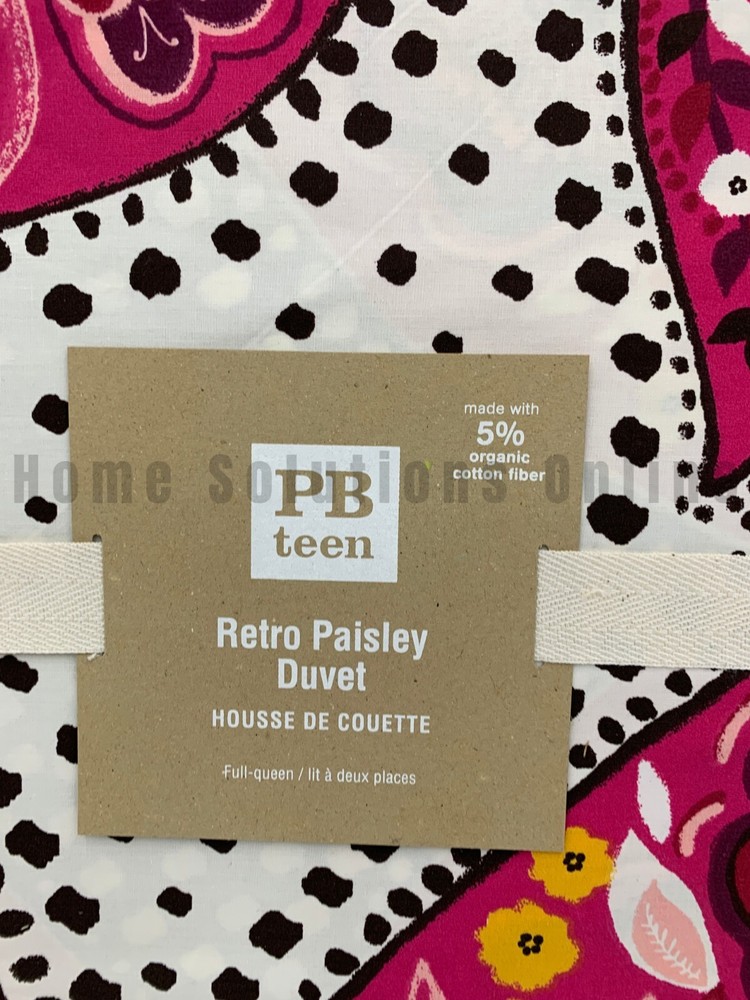 made with
5%
organic
cotton fiber
Home Solutions Online
PB
teen
Retro Paisley
Duvet
HOUSSE DE COUETTE
Full-queen / lit à deux places